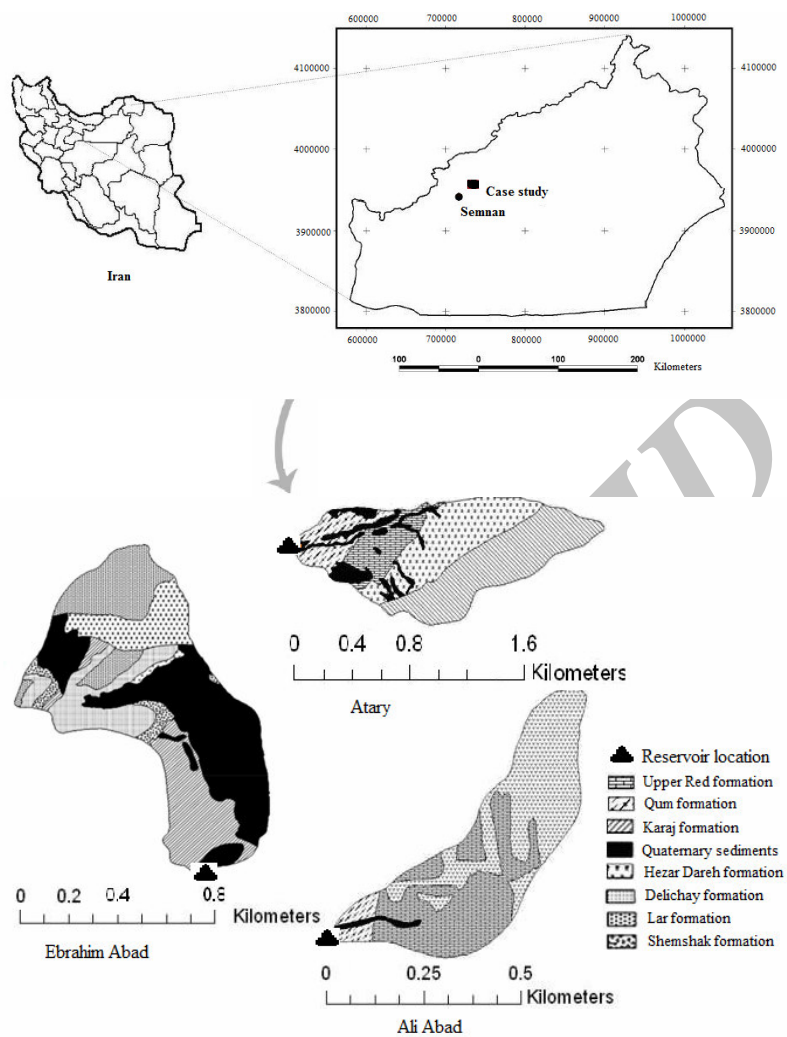 600000 700000 800000 900000 1000000
4100000 4100000
4000000 4000000
Case study
Semnan
3900000 3900000
Iran
3800000 3800000
600000 700000 800000 900000 1000000
100 0 100 200 Kilometers
0 0.4 0.8 1.6
Kilometers
Atary
Reservoir location
Upper Red formation
Qum formation
Karaj formation
Quaternary sediments
Hezar Dareh formation
Delichay formation
Lar formation
Shemshak formation
0 0.2 0.4 0.8
Kilometers
Ebrahim Abad
0 0.25 0.5
Kilometers
Ali Abad